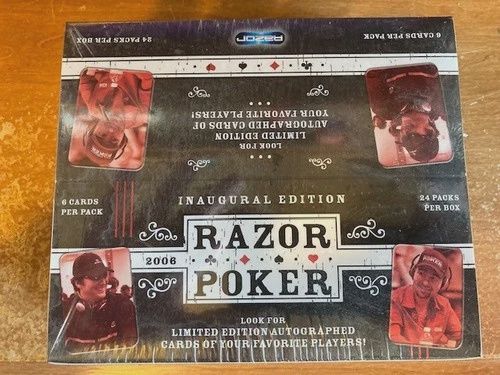 24 PACKS PER BOX
RAZOR
6 CARDS PER PACK
LOOK FOR
LIMITED EDITION
AUTOGRAPHED CARDS OF
YOUR FAVORITE PLAYERS!
INAUGURAL EDITION
6 CARDS
PER PACK
24 PACKS
PER BOX
RAZOR
2006
POKER
LOOK FOR
LIMITED EDITION AUTOGRAPHED
CARDS OF YOUR FAVORITE PLAYERS!